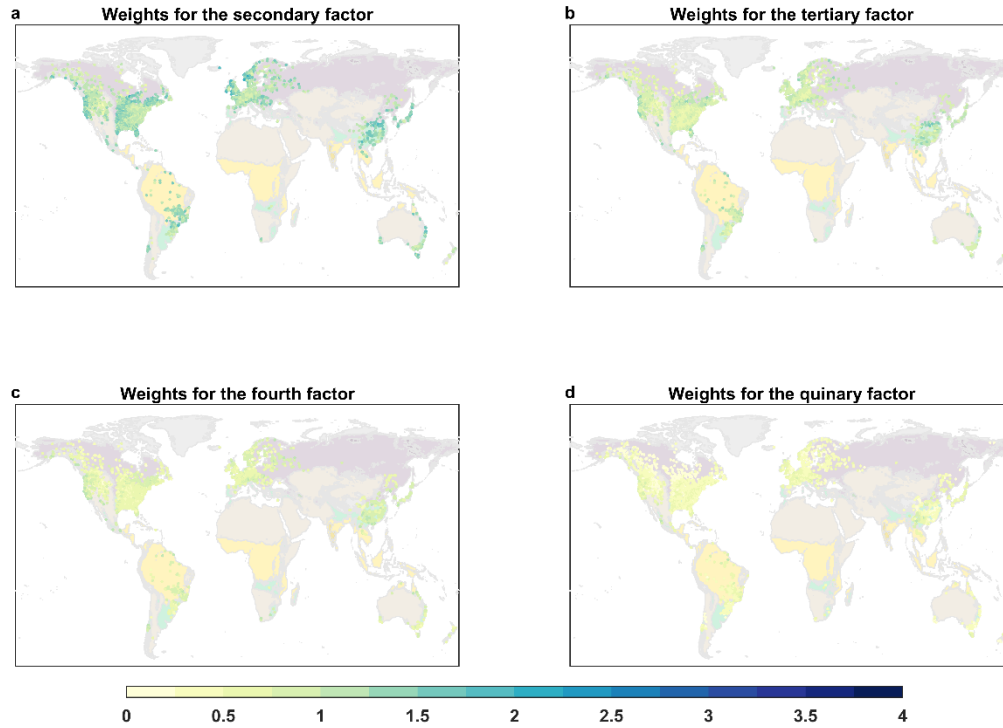 a Weights for the secondary factor
b Weights for the tertiary factor
c Weights for the fourth factor
d Weights for the quinary factor
0 0.5 1 1.5 2 2.5 3 3.5 4